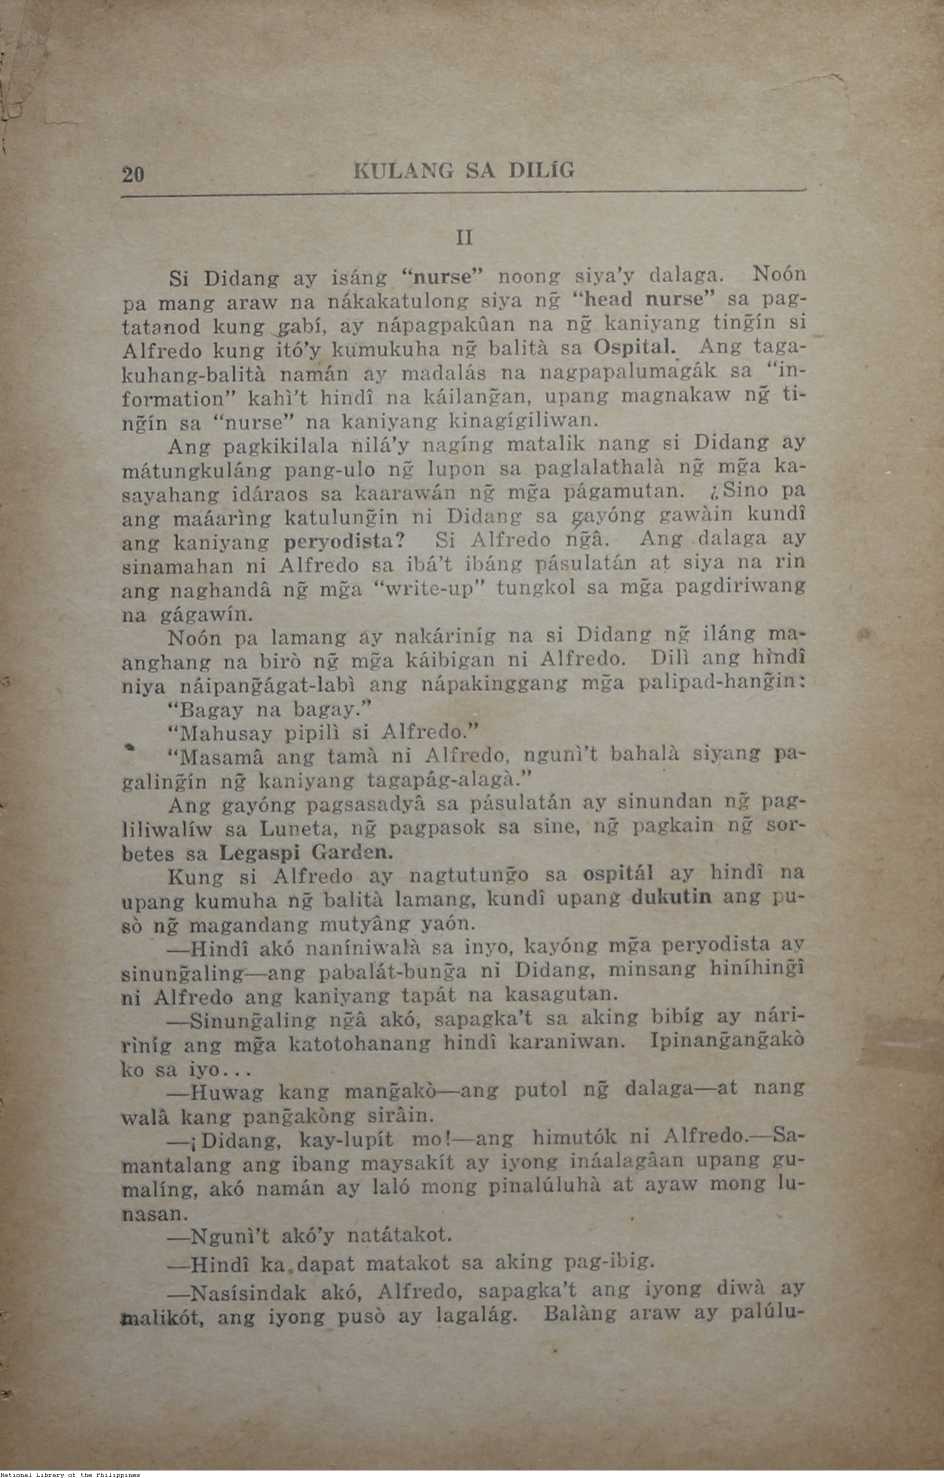 20 KULANG SA DILÍG
II
Si Didang ay isáng “nurse” noong siya’y dalaga. Noón
pa mang araw na nákakatulong siya ng̃ “head nurse” sa pag-
tatanod kung gabí, ay nápagpakûan na ng̃ kaniyang ting̃ín si
Alfredo kung itó’y kumukuha ng̃ balità sa Ospital. Ang taga-
kuhang-balità namán ay madalás na nagpapalumagák sa “in-
formation” kahì’t hindî na káilang̃an, upang magnakaw ng̃ ti-
ng̃ín sa “nurse” na kaniyang kinagígiliwan.
Ang pagkikilala nilá’y nagíng matalik nang si Didang ay
mátungkuláng pang-ulo ng̃ lupon sa paglalathalà ng̃ mg̃a ka-
sayahang idáraos sa kaarawán ng̃ mg̃a págamutan. ¿Sino pa
ang maáarìng katulung̃in ni Didang sa gayóng gawàin kundî
ang kaniyang peryodista? Si Alfredo ng̃â. Ang dalaga ay
sinamahan ni Alfredo sa ibá’t ibáng pásulatán at siya na rin
ang naghandâ ng̃ mg̃a “write-up” tungkol sa mg̃a pagdiriwang
na gágawín.
Noón pa lamang ay nakáriníg na si Didang ng̃ iláng ma-
anghang na birò ng̃ mg̃a káibigan ni Alfredo. Dilì ang hìndî
niya náipang̃ágat-labì ang nápakinggang mg̃a palipad-hang̃in:
“Bagay na bagay.”
“Mahusay pipilì si Alfredo.”
“Masamâ ang tamà ni Alfredo, ngunì’t bahalà siyang pa-
galing̃ín ng̃ kaniyang tagapág-alagà.”
Ang gayóng pagsasadyâ sa pásulatán ay sinundan ng̃ pag-
liliwalíw sa Luneta, ng̃ pagpasok sa sine, ng̃ pagkain ng̃ sor-
betes sa Legaspi Garden.
Kung si Alfredo ay nagtutung̃o sa ospitál ay hindî na
upang kumuha ng̃ balità lamang, kundî upang dukutin ang pu-
sò ng̃ magandang mutyâng yaón.
—Hindî akó naníniwalà sa inyo, kayóng mg̃a peryodista ay
sinung̃aling—ang pabalát-bung̃a ni Didang, minsang hiníhing̃î
ni Alfredo ang kaniyang tapát na kasagutan.
—Sinung̃aling ng̃â akó, sapagka’t sa aking bibíg ay nári-
rìníg ang mg̃a katotohanang hindî karaniwan. Ipinang̃ang̃akò
ko sa iyo...
—Huwag kang mang̃akò—ang putol ng̃ dalaga—at nang
walâ kang pang̃akòng sirâin.
—¡Didang, kay-lupít mo!—ang himutók ni Alfredo.—Sa-
mantalang ang ibang maysakít ay iyong ináalagâan upang gu-
malíng, akó namán ay laló mong pinalúluhà at ayaw mong lu-
nasan.
—Ngunì’t akó’y natátakot.
—Hindî ka dapat matakot sa aking pag-ibig.
—Nasísindak akó, Alfredo, sapagka’t ang iyong diwà ay
malikót, ang iyong pusò ay lagalág. Balàng araw ay palúlu-
National Library of the Philippines